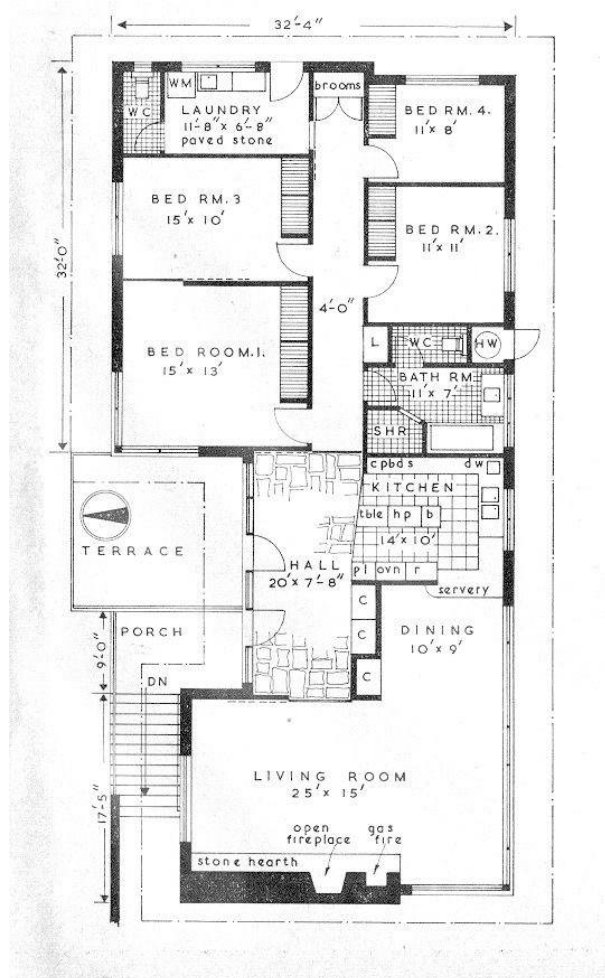 32'-4"
brooms
WM
WC
LAUNDRY
11'-8" x 6'-8"
paved stone
BED RM. 4.
11' x 8'
BED RM. 3
15' x 10'
BED RM. 2.
11' x 11'
32'-0"
4'-0"
BED ROOM.1.
15' x 13'
L
WC
HW
BATH RM
11' x 7'
SHR
cpbds
dw
KITCHEN
tble hp b
14' x 10'
pl ovn r
servery
TERRACE
HALL
20' x 7'-8"
C
C
C
DINING
10' x 9'
PORCH
9'-0"
DN
17'-5"
LIVING ROOM
25' x 15'
open
fireplace
gas
fire
stone hearth